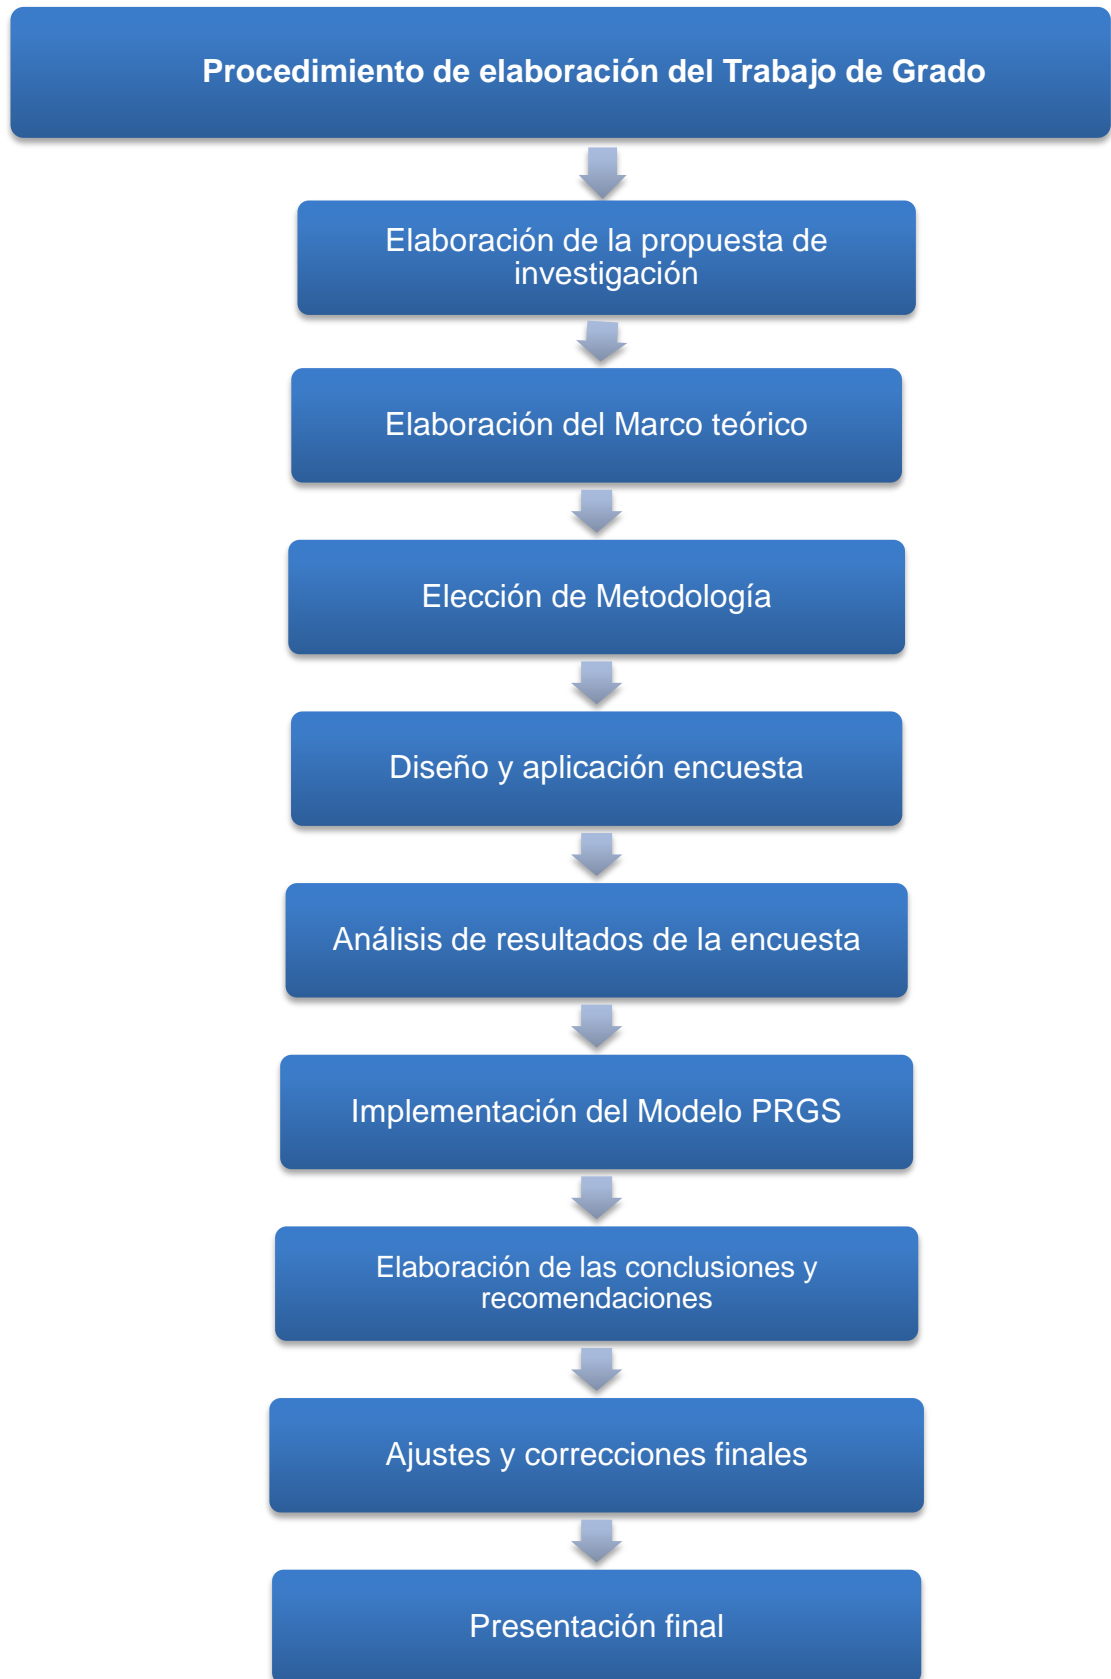 Procedimiento de elaboración del Trabajo de Grado
Elaboración de la propuesta de
investigación
Elaboración del Marco teórico
Elección de Metodología
Diseño y aplicación encuesta
Análisis de resultados de la encuesta
Implementación del Modelo PRGS
Elaboración de las conclusiones y
recomendaciones
Ajustes y correcciones finales
Presentación final